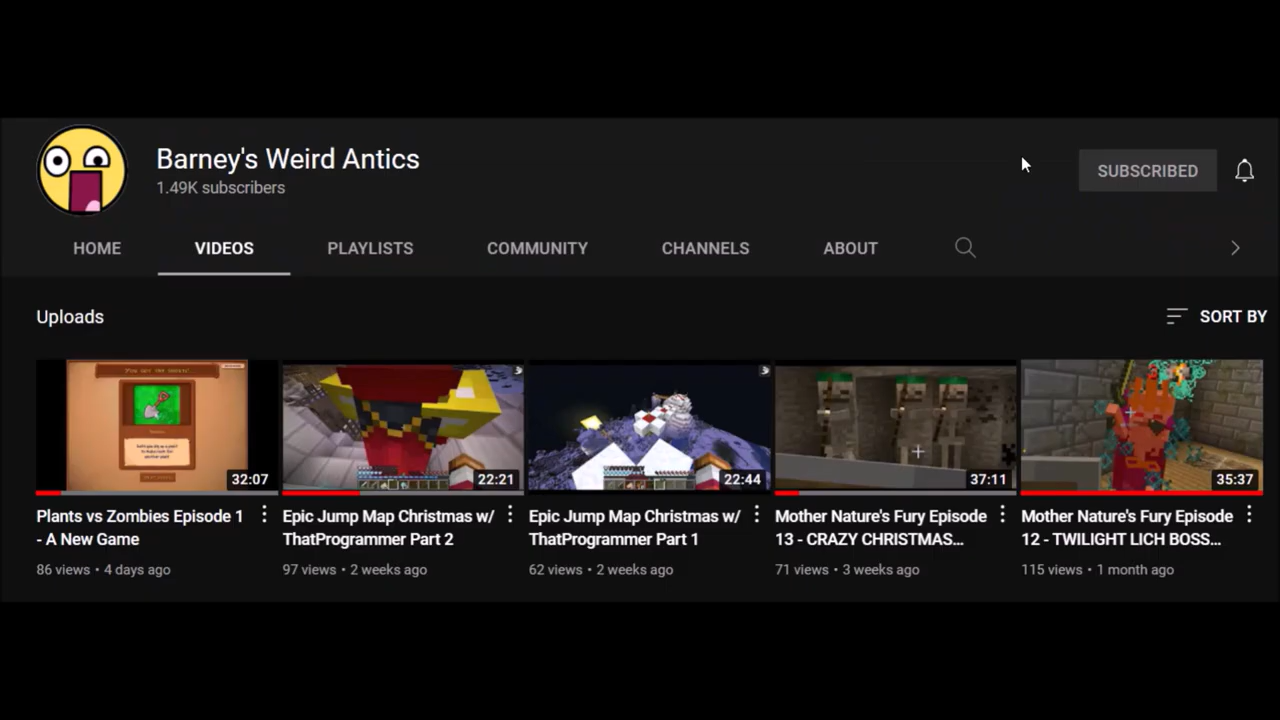 Barney's Weird Antics
1.49K subscribers
SUBSCRIBED
HOME
VIDEOS
PLAYLISTS
COMMUNITY
CHANNELS
ABOUT
Uploads
SORT BY
32:07
22:21
22:44
37:11
35:37
Plants vs Zombies Episode 1
- A New Game
86 views • 4 days ago
Epic Jump Map Christmas w/
ThatProgrammer Part 2
97 views • 2 weeks ago
Epic Jump Map Christmas w/
ThatProgrammer Part 1
62 views • 2 weeks ago
Mother Nature's Fury Episode
13 - CRAZY CHRISTMAS...
71 views • 3 weeks ago
Mother Nature's Fury Episode
12 - TWILIGHT LICH BOSS...
115 views • 1 month ago